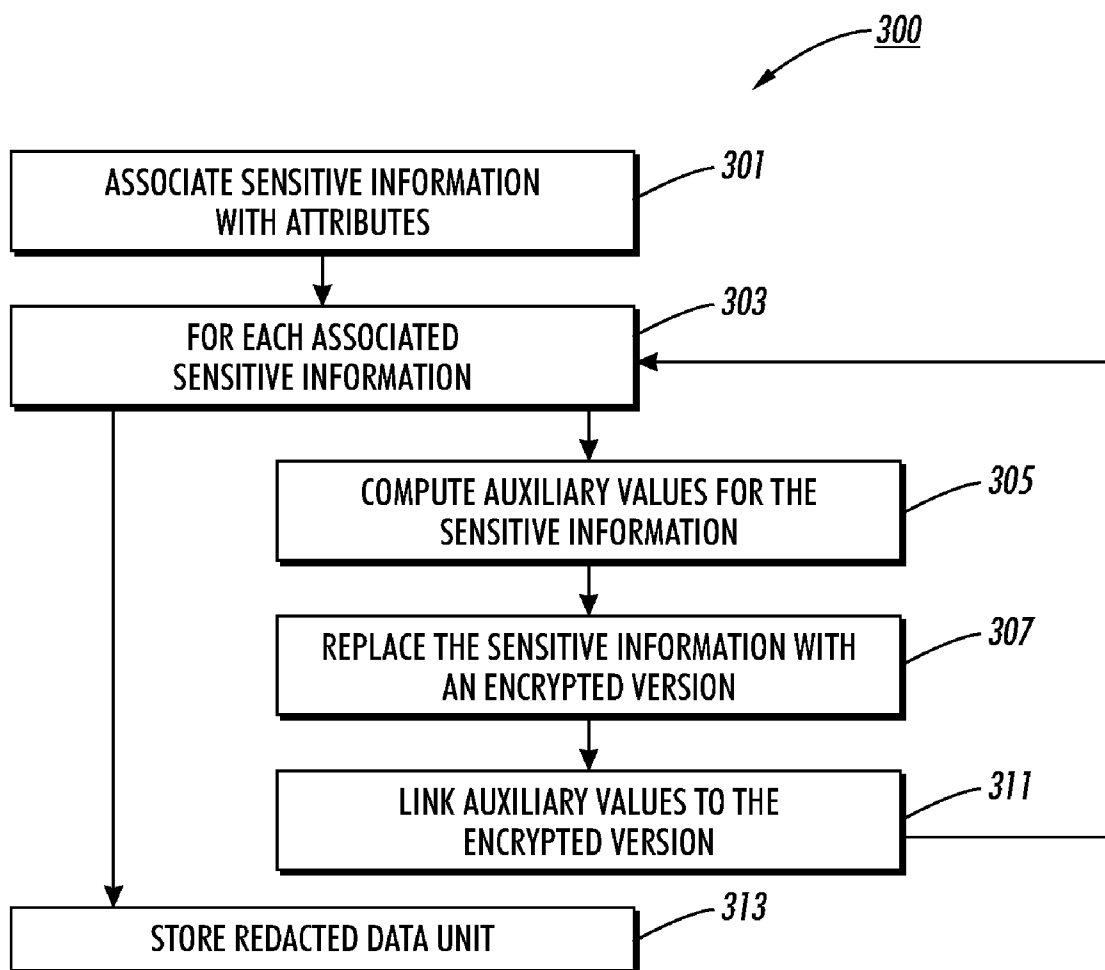 300
ASSOCIATE SENSITIVE INFORMATION
WITH ATTRIBUTES
301
FOR EACH ASSOCIATED
SENSITIVE INFORMATION
303
COMPUTE AUXILIARY VALUES FOR THE
SENSITIVE INFORMATION
305
REPLACE THE SENSITIVE INFORMATION WITH
AN ENCRYPTED VERSION
307
LINK AUXILIARY VALUES TO THE
ENCRYPTED VERSION
311
STORE REDACTED DATA UNIT
313